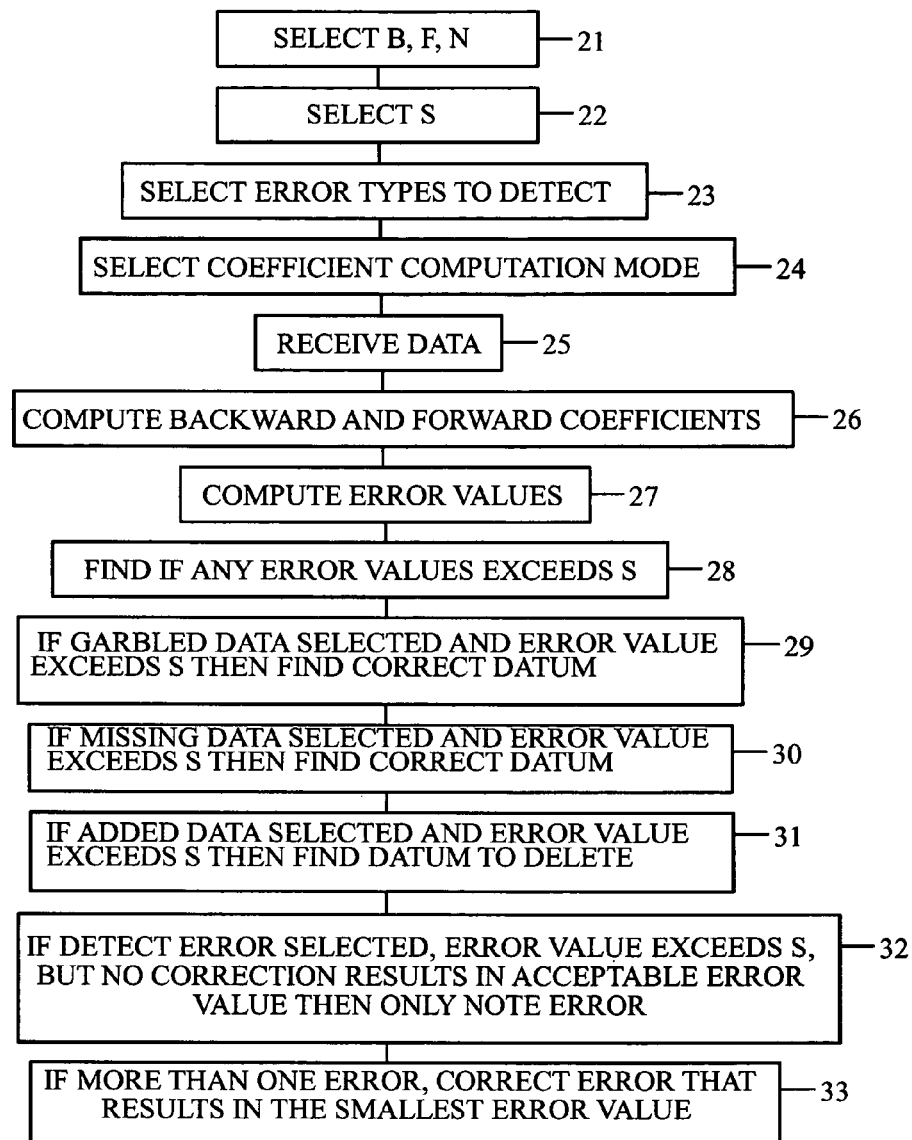 SELECT B, F, N
21
SELECT S
22
SELECT ERROR TYPES TO DETECT
23
SELECT COEFFICIENT COMPUTATION MODE
24
RECEIVE DATA
25
COMPUTE BACKWARD AND FORWARD COEFFICIENTS
26
COMPUTE ERROR VALUES
27
FIND IF ANY ERROR VALUES EXCEEDS S
28
IF GARBLED DATA SELECTED AND ERROR VALUE
EXCEEDS S THEN FIND CORRECT DATUM
29
IF MISSING DATA SELECTED AND ERROR VALUE
EXCEEDS S THEN FIND CORRECT DATUM
30
IF ADDED DATA SELECTED AND ERROR VALUE
EXCEEDS S THEN FIND DATUM TO DELETE
31
IF DETECT ERROR SELECTED, ERROR VALUE EXCEEDS S,
BUT NO CORRECTION RESULTS IN ACCEPTABLE ERROR
VALUE THEN ONLY NOTE ERROR
32
IF MORE THAN ONE ERROR, CORRECT ERROR THAT
RESULTS IN THE SMALLEST ERROR VALUE
33